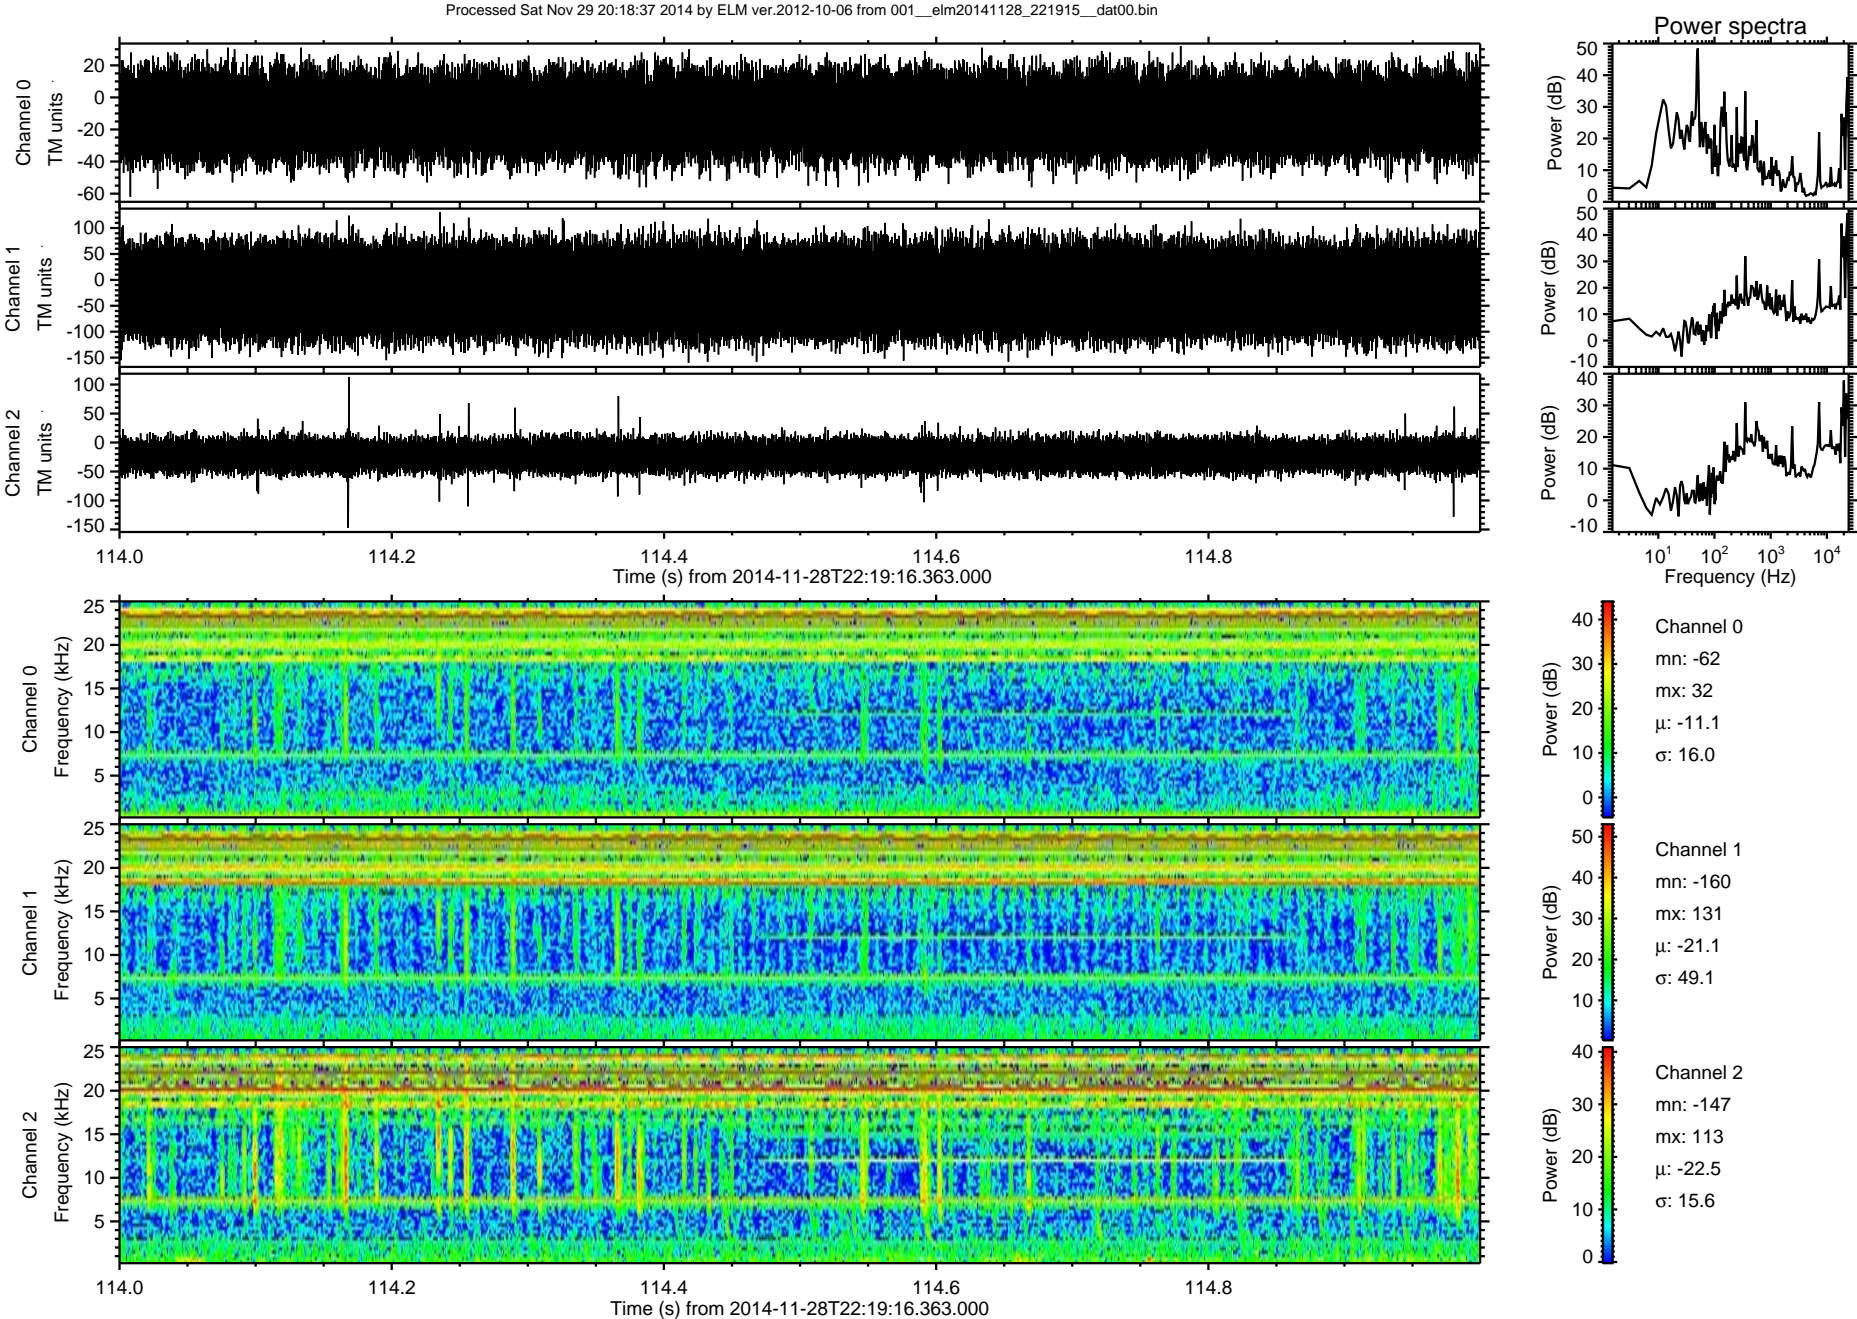 Processed Sat Nov 29 20:18:37 2014 by ELM ver.2012-10-06 from 001__elm20141128_221915__dat00.bin
Power spectra
Channel 0
TM units
20
0
-20
-40
-60
Power (dB)
50
40
30
20
10
0
Channel 1
TM units
100
50
0
-50
-100
-150
Power (dB)
50
40
30
20
10
0
-10
Channel 2
TM units
100
50
0
-50
-100
-150
Power (dB)
40
30
20
10
0
-10
114.0 114.2 114.4 114.6 114.8
Time (s) from 2014-11-28T22:19:16.363.000
10^1 10^2 10^3 10^4
Frequency (Hz)
Channel 0
Frequency (kHz)
25
20
15
10
5
Power (dB)
40
30
20
10
0
Channel 0
mn: -62
mx: 32
μ: -11.1
σ: 16.0
Channel 1
Frequency (kHz)
25
20
15
10
5
Power (dB)
50
40
30
20
10
Channel 1
mn: -160
mx: 131
μ: -21.1
σ: 49.1
Channel 2
Frequency (kHz)
25
20
15
10
5
Power (dB)
40
30
20
10
0
Channel 2
mn: -147
mx: 113
μ: -22.5
σ: 15.6
114.0 114.2 114.4 114.6 114.8
Time (s) from 2014-11-28T22:19:16.363.000